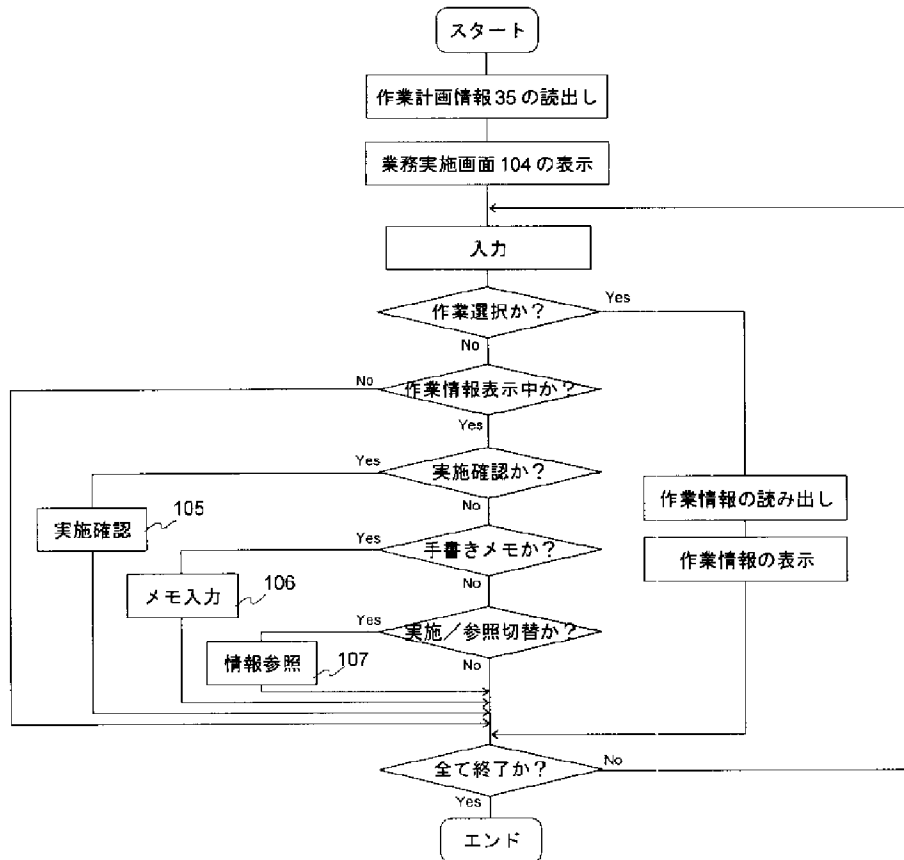 スタート
作業計画情報35の読出し
業務実施画面104の表示
入力
作業選択か?
Yes
No
No
作業情報表示中か?
Yes
Yes
実施確認か?
作業情報の読み出し
実施確認
105
No
Yes
手書きメモか?
作業情報の表示
メモ入力
106
No
Yes
実施/参照切替か?
情報参照
107
No
全て終了か?
No
Yes
エンド